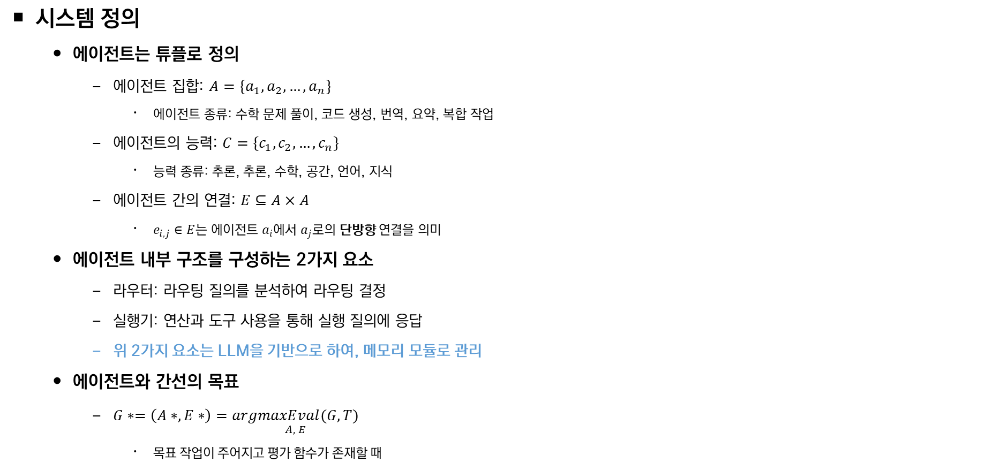 ■ 시스템 정의
• 에이전트는 튜플로 정의
– 에이전트 집합: A = {a₁, a₂, …, aₙ}
· 에이전트 종류: 수학 문제 풀이, 코드 생성, 번역, 요약, 복합 작업
– 에이전트의 능력: C = {c₁, c₂, …, cₙ}
· 능력 종류: 추론, 추론, 수학, 공간, 언어, 지식
– 에이전트 간의 연결: E ⊆ A × A
· e_{i,j} ∈ E는 에이전트 a_i에서 a_j로의 단방향 연결을 의미
• 에이전트 내부 구조를 구성하는 2가지 요소
– 라우터: 라우팅 질의를 분석하여 라우팅 결정
– 실행기: 연산과 도구 사용을 통해 실행 질의에 응답
– 위 2가지 요소는 LLM을 기반으로 하여, 메모리 모듈로 관리
• 에이전트와 간선의 목표
– G ∗= (A ∗, E ∗) = argmaxEval(G, T)
A, E
· 목표 작업이 주어지고 평가 함수가 존재할 때